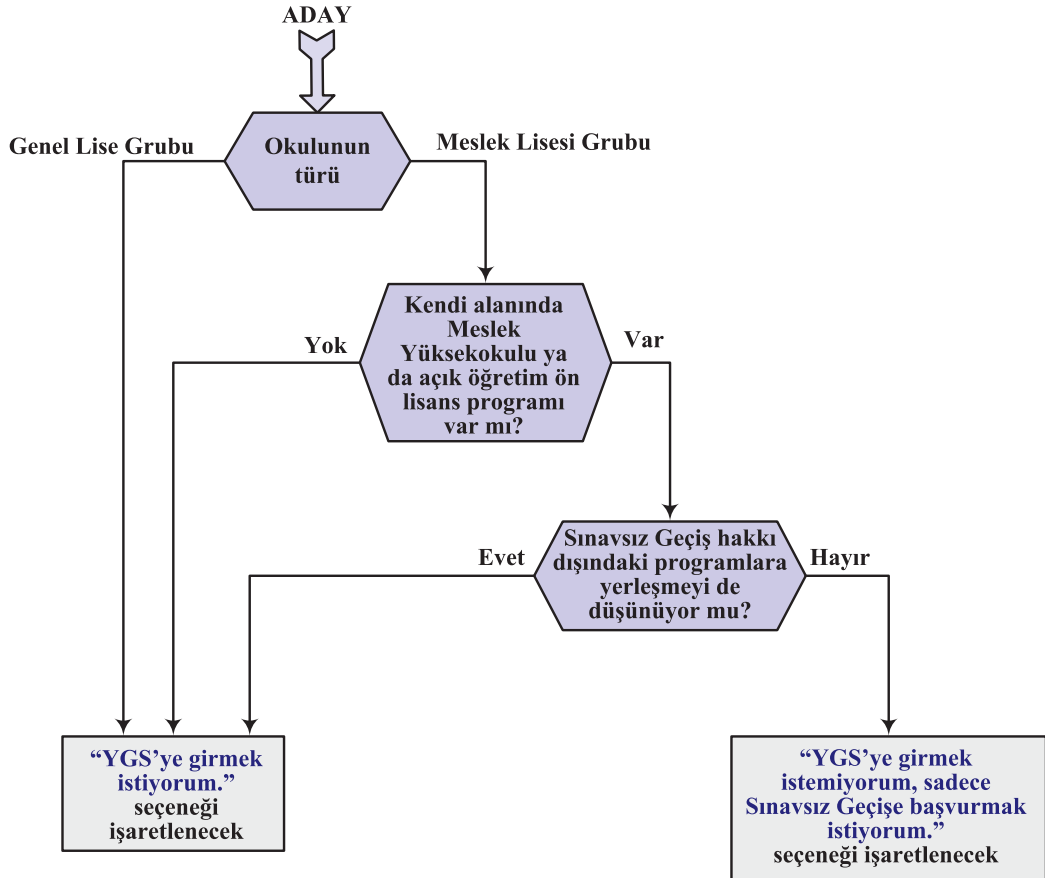 ADAY
Genel Lise Grubu
Okulunun
türü
Meslek Lisesi Grubu
Kendi alanında
Meslek
Yüksekokulu ya
da açık öğretim ön
lisans programı
var mı?
Yok
Var
Sınavsız Geçiş hakkı
dışındaki programlara
yerleşmeyi de
düşünüyor mu?
Evet
Hayır
“YGS’ye girmek
istiyorum.”
seçeneği
işaretlenecek
“YGS’ye girmek
istemiyorum, sadece
Sınavsız Geçişe başvurmak
istiyorum.”
seçeneği işaretlenecek